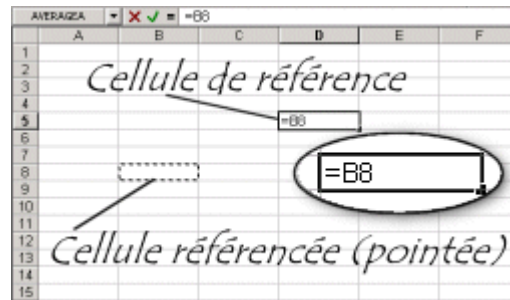 AVERAGEA = =B8
A B C D E F
1
2
3
Cellule de référence
4
5 =B8
6
7
=B8
8
9
10
11
12
13
Cellule référencée (pointée)
14
15